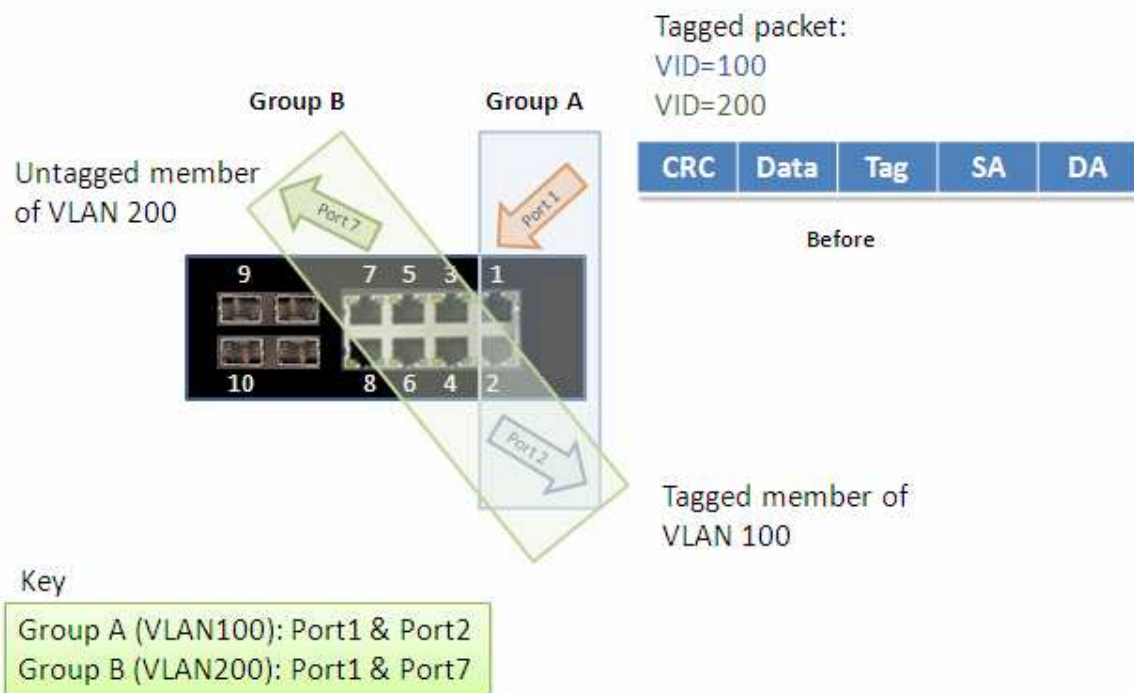 Tagged packet:
VID=100
VID=200
Group B
Group A
CRC Data Tag SA DA
Before
Untagged member
of VLAN 200
Port 7
Port 1
9 7 5 3 1
10 8 6 4 2
Port 2
Tagged member of
VLAN 100
Key
Group A (VLAN100): Port1 & Port2
Group B (VLAN200): Port1 & Port7